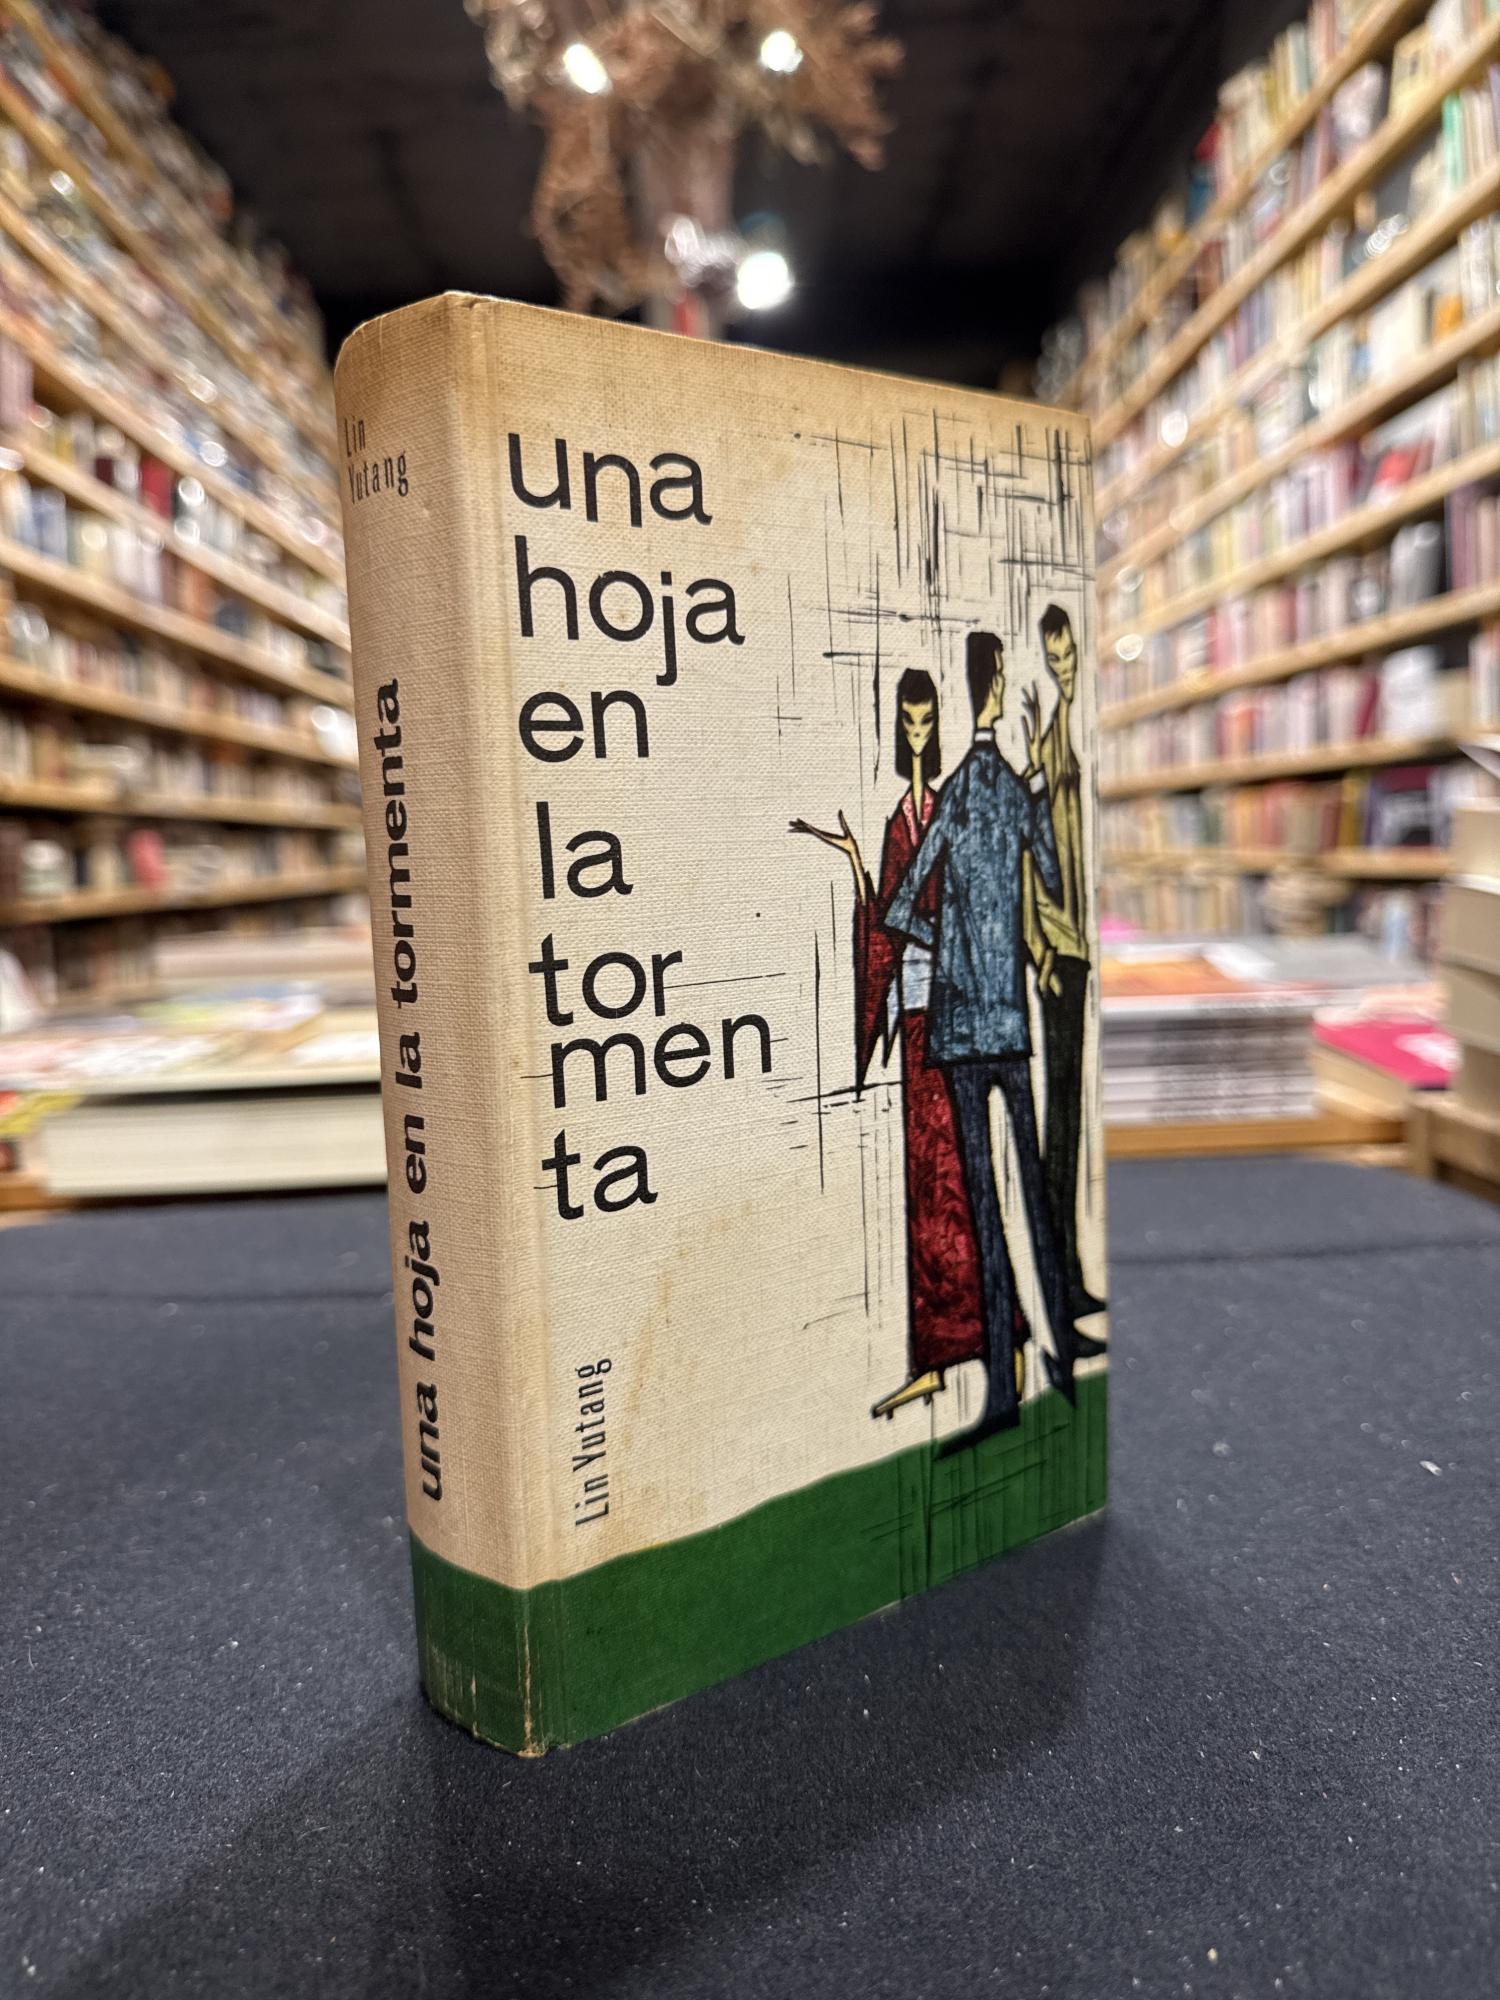 Lin
Yutang
una hoja en la tormenta
una
hoja
en
la
tor
men
ta
Lin Yutang